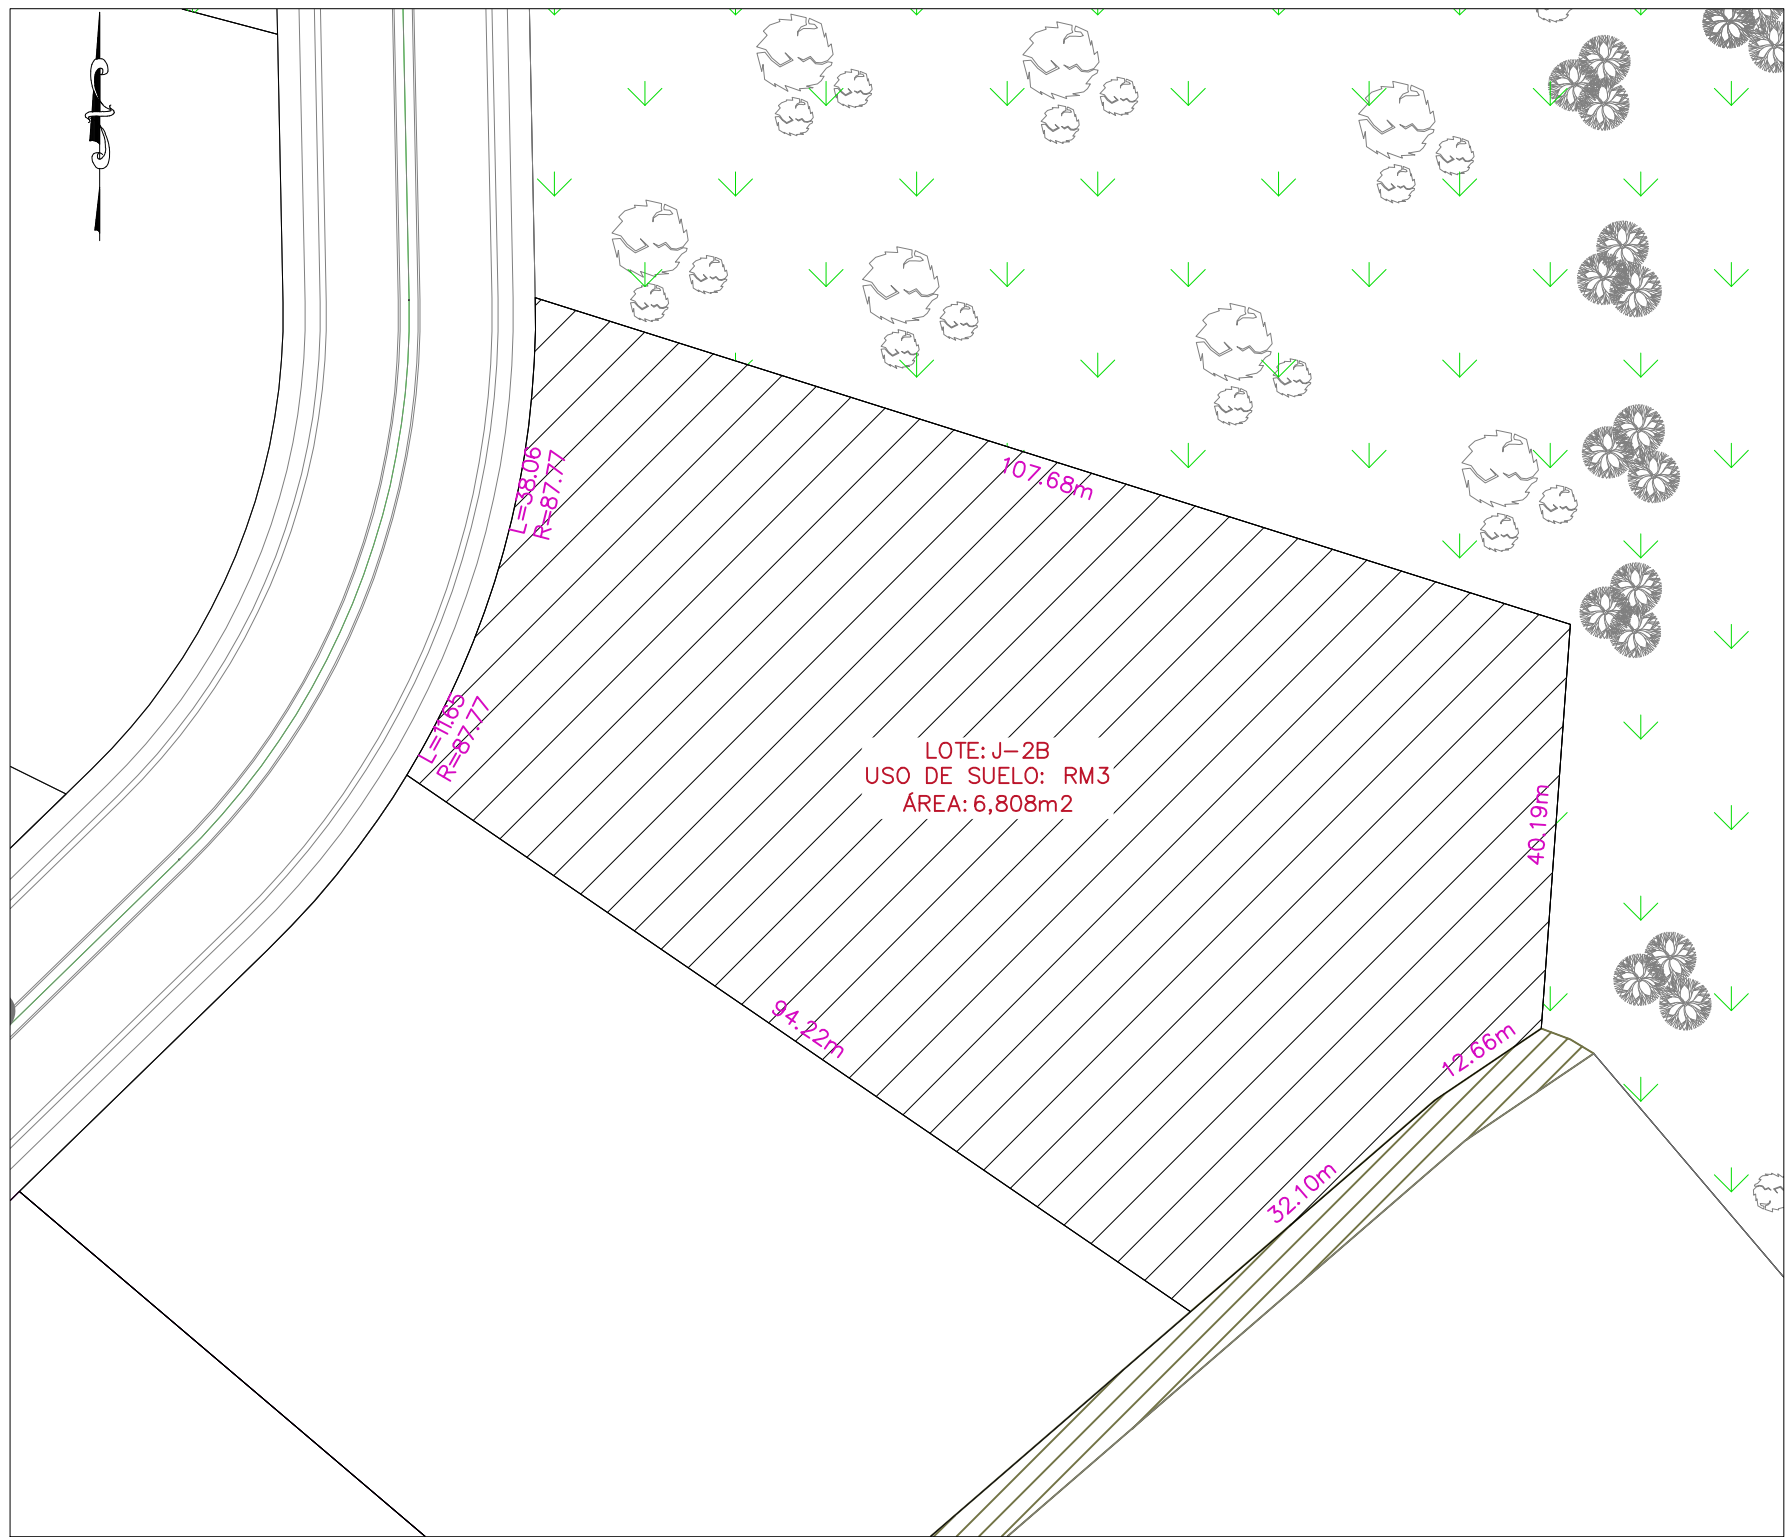 107.68m
L=38.06
R=87.77
L=11.65
R=87.77
LOTE: J-2B
USO DE SUELO: RM3
ÁREA: 6,808m2
40.19m
94.22m
12.66m
32.10m